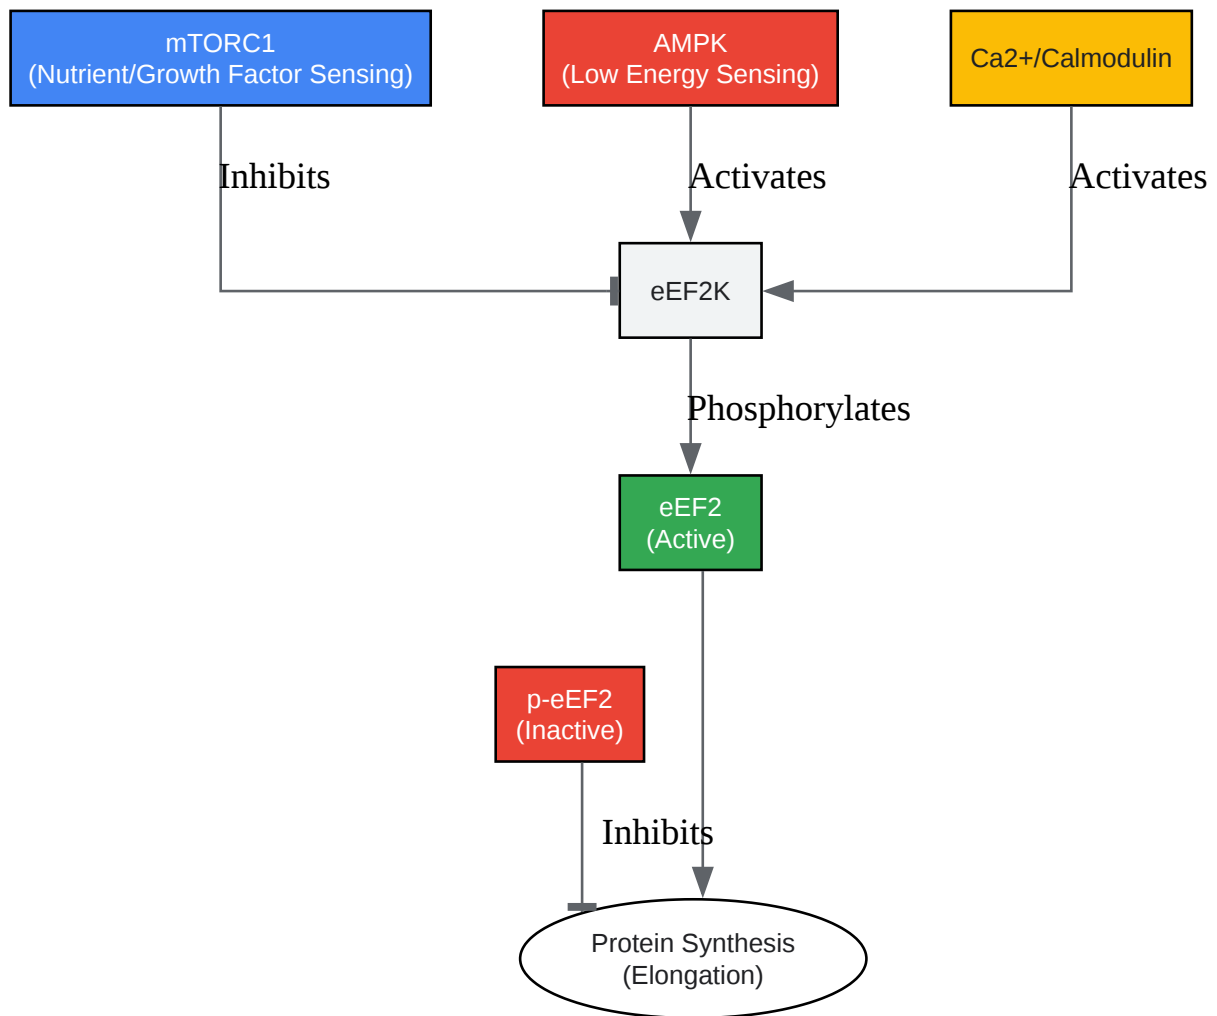 mTORC1
(Nutrient/Growth Factor Sensing)
AMPK
(Low Energy Sensing)
Ca2+/Calmodulin
Inhibits
Activates
Activates
eEF2K
Phosphorylates
eEF2
(Active)
p-eEF2
(Inactive)
Inhibits
Protein Synthesis
(Elongation)